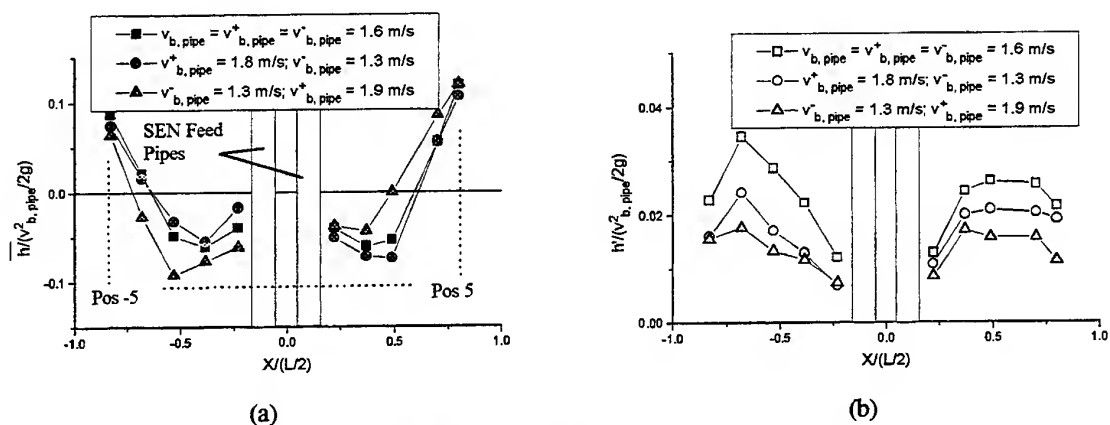 v_b, pipe = v⁺_b, pipe = v⁻_b, pipe = 1.6 m/s
v⁺_b, pipe = 1.8 m/s; v⁻_b, pipe = 1.3 m/s
v⁻_b, pipe = 1.3 m/s; v⁺_b, pipe = 1.9 m/s
SEN Feed
Pipes
0.1
0.0
-0.1
h̅/(v²_b, pipe/2g)
Pos -5
Pos 5
-1.0 -0.5 0.0 0.5 1.0
X/(L/2)
(a)
v_b, pipe = v⁺_b, pipe = v⁻_b, pipe = 1.6 m/s
v⁺_b, pipe = 1.8 m/s; v⁻_b, pipe = 1.3 m/s
v⁻_b, pipe = 1.3 m/s; v⁺_b, pipe = 1.9 m/s
0.04
0.02
0.00
h'/(v²_b, pipe/2g)
-1.0 -0.5 0.0 0.5 1.0
X/(L/2)
(b)